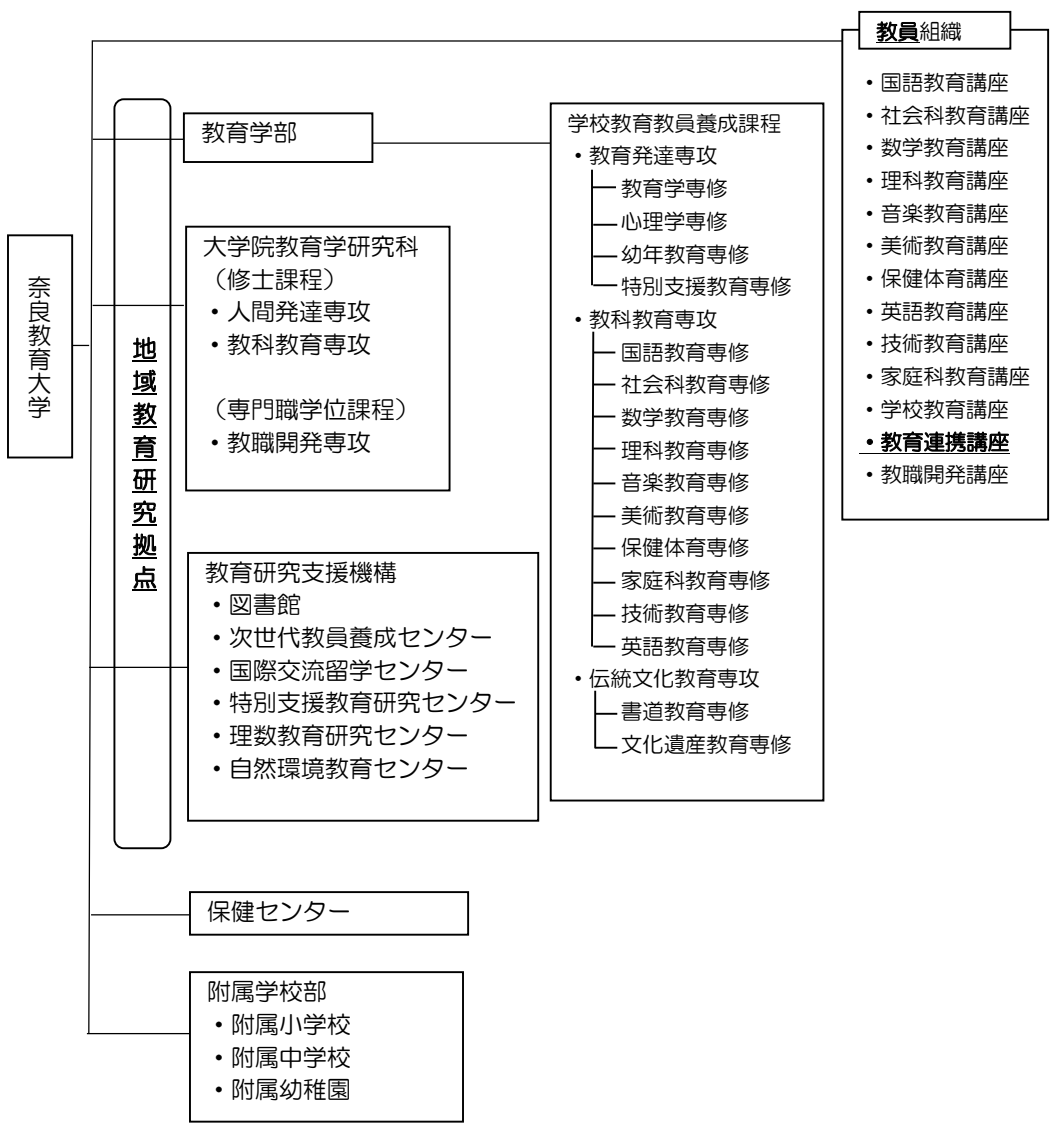 奈良教育大学
地域教育研究拠点
教育学部
大学院教育学研究科
（修士課程）
・人間発達専攻
・教科教育専攻
（専門職学位課程）
・教職開発専攻
教育研究支援機構
・図書館
・次世代教員養成センター
・国際交流留学センター
・特別支援教育研究センター
・理数教育研究センター
・自然環境教育センター
保健センター
附属学校部
・附属小学校
・附属中学校
・附属幼稚園
学校教育教員養成課程
・教育発達専攻
教育学専修
心理学専修
幼年教育専修
特別支援教育専修
・教科教育専攻
国語教育専修
社会科教育専修
数学教育専修
理科教育専修
音楽教育専修
美術教育専修
保健体育専修
家庭科教育専修
技術教育専修
英語教育専修
・伝統文化教育専攻
書道教育専修
文化遺産教育専修
教員組織
・国語教育講座
・社会科教育講座
・数学教育講座
・理科教育講座
・音楽教育講座
・美術教育講座
・保健体育講座
・英語教育講座
・技術教育講座
・家庭科教育講座
・学校教育講座
・教育連携講座
・教職開発講座